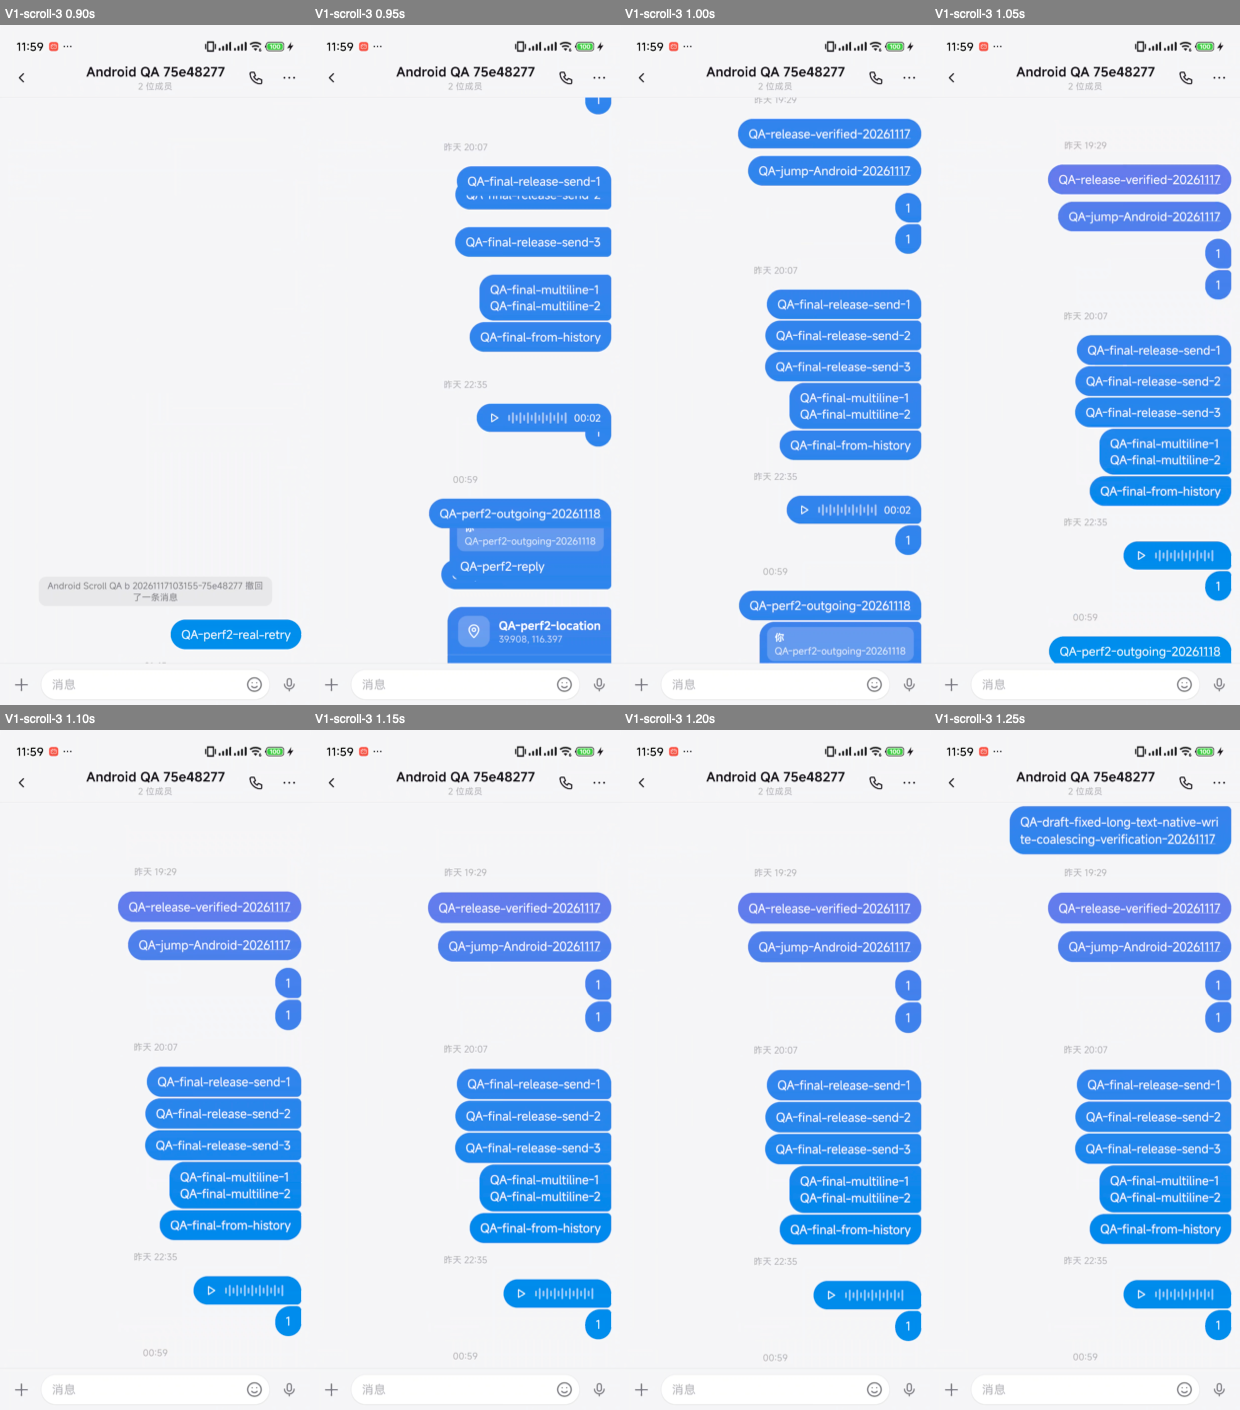 V1-scroll-3 0.90s
11:59
100
Android QA 75e48277
2 位成员
Android Scroll QA b 20261117103155-75e48277 撤回
了一条消息
QA-perf2-real-retry
消息
V1-scroll-3 0.95s
11:59
100
Android QA 75e48277
2 位成员
1
昨天 20:07
QA-final-release-send-1
QA-final-release-send-2
QA-final-release-send-3
QA-final-multiline-1
QA-final-multiline-2
QA-final-from-history
昨天 22:35
00:02
1
00:59
QA-perf2-outgoing-20261118
你
QA-perf2-outgoing-20261118
QA-perf2-reply
QA-perf2-location
39.908, 116.397
消息
V1-scroll-3 1.00s
11:59
100
Android QA 75e48277
2 位成员
昨天 19:29
QA-release-verified-20261117
QA-jump-Android-20261117
1
1
昨天 20:07
QA-final-release-send-1
QA-final-release-send-2
QA-final-release-send-3
QA-final-multiline-1
QA-final-multiline-2
QA-final-from-history
昨天 22:35
00:02
1
00:59
QA-perf2-outgoing-20261118
你
QA-perf2-outgoing-20261118
消息
V1-scroll-3 1.05s
11:59
100
Android QA 75e48277
2 位成员
昨天 19:29
QA-release-verified-20261117
QA-jump-Android-20261117
1
1
昨天 20:07
QA-final-release-send-1
QA-final-release-send-2
QA-final-release-send-3
QA-final-multiline-1
QA-final-multiline-2
QA-final-from-history
昨天 22:35
1
00:59
QA-perf2-outgoing-20261118
消息
V1-scroll-3 1.10s
11:59
100
Android QA 75e48277
2 位成员
昨天 19:29
QA-release-verified-20261117
QA-jump-Android-20261117
1
1
昨天 20:07
QA-final-release-send-1
QA-final-release-send-2
QA-final-release-send-3
QA-final-multiline-1
QA-final-multiline-2
QA-final-from-history
昨天 22:35
1
00:59
消息
V1-scroll-3 1.15s
11:59
100
Android QA 75e48277
2 位成员
昨天 19:29
QA-release-verified-20261117
QA-jump-Android-20261117
1
1
昨天 20:07
QA-final-release-send-1
QA-final-release-send-2
QA-final-release-send-3
QA-final-multiline-1
QA-final-multiline-2
QA-final-from-history
昨天 22:35
1
00:59
消息
V1-scroll-3 1.20s
11:59
100
Android QA 75e48277
2 位成员
昨天 19:29
QA-release-verified-20261117
QA-jump-Android-20261117
1
1
昨天 20:07
QA-final-release-send-1
QA-final-release-send-2
QA-final-release-send-3
QA-final-multiline-1
QA-final-multiline-2
QA-final-from-history
昨天 22:35
1
00:59
消息
V1-scroll-3 1.25s
11:59
100
Android QA 75e48277
2 位成员
QA-draft-fixed-long-text-native-wri
te-coalescing-verification-20261117
昨天 19:29
QA-release-verified-20261117
QA-jump-Android-20261117
1
1
昨天 20:07
QA-final-release-send-1
QA-final-release-send-2
QA-final-release-send-3
QA-final-multiline-1
QA-final-multiline-2
QA-final-from-history
昨天 22:35
1
00:59
消息